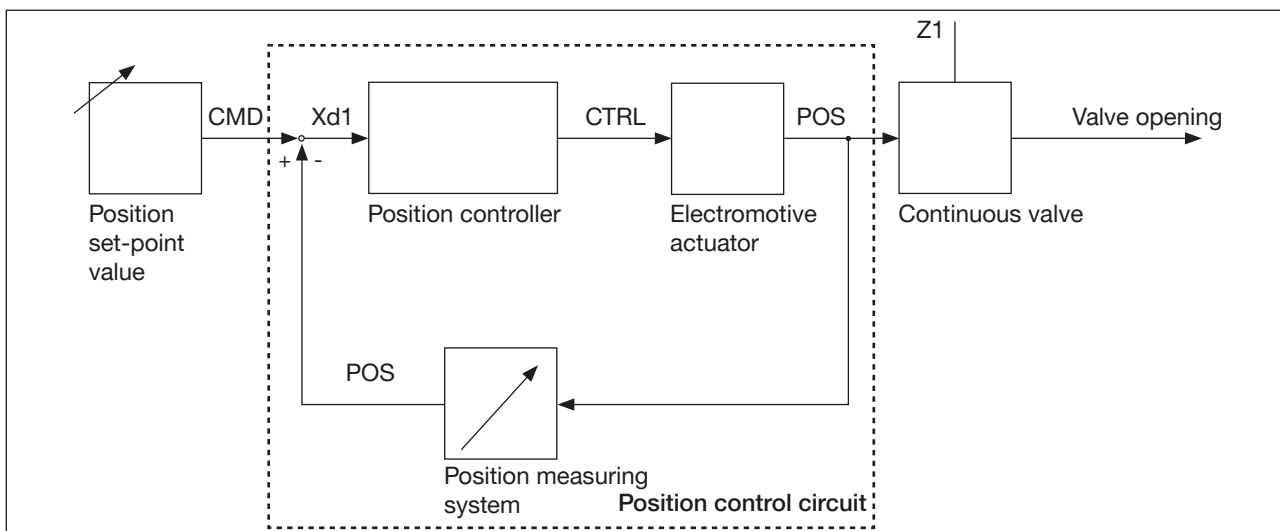 Z1
CMD
Xd1
CTRL
POS
Valve opening
+ -
Position
set-point
value
Position controller
Electromotive
actuator
Continuous valve
POS
Position measuring
system
Position control circuit